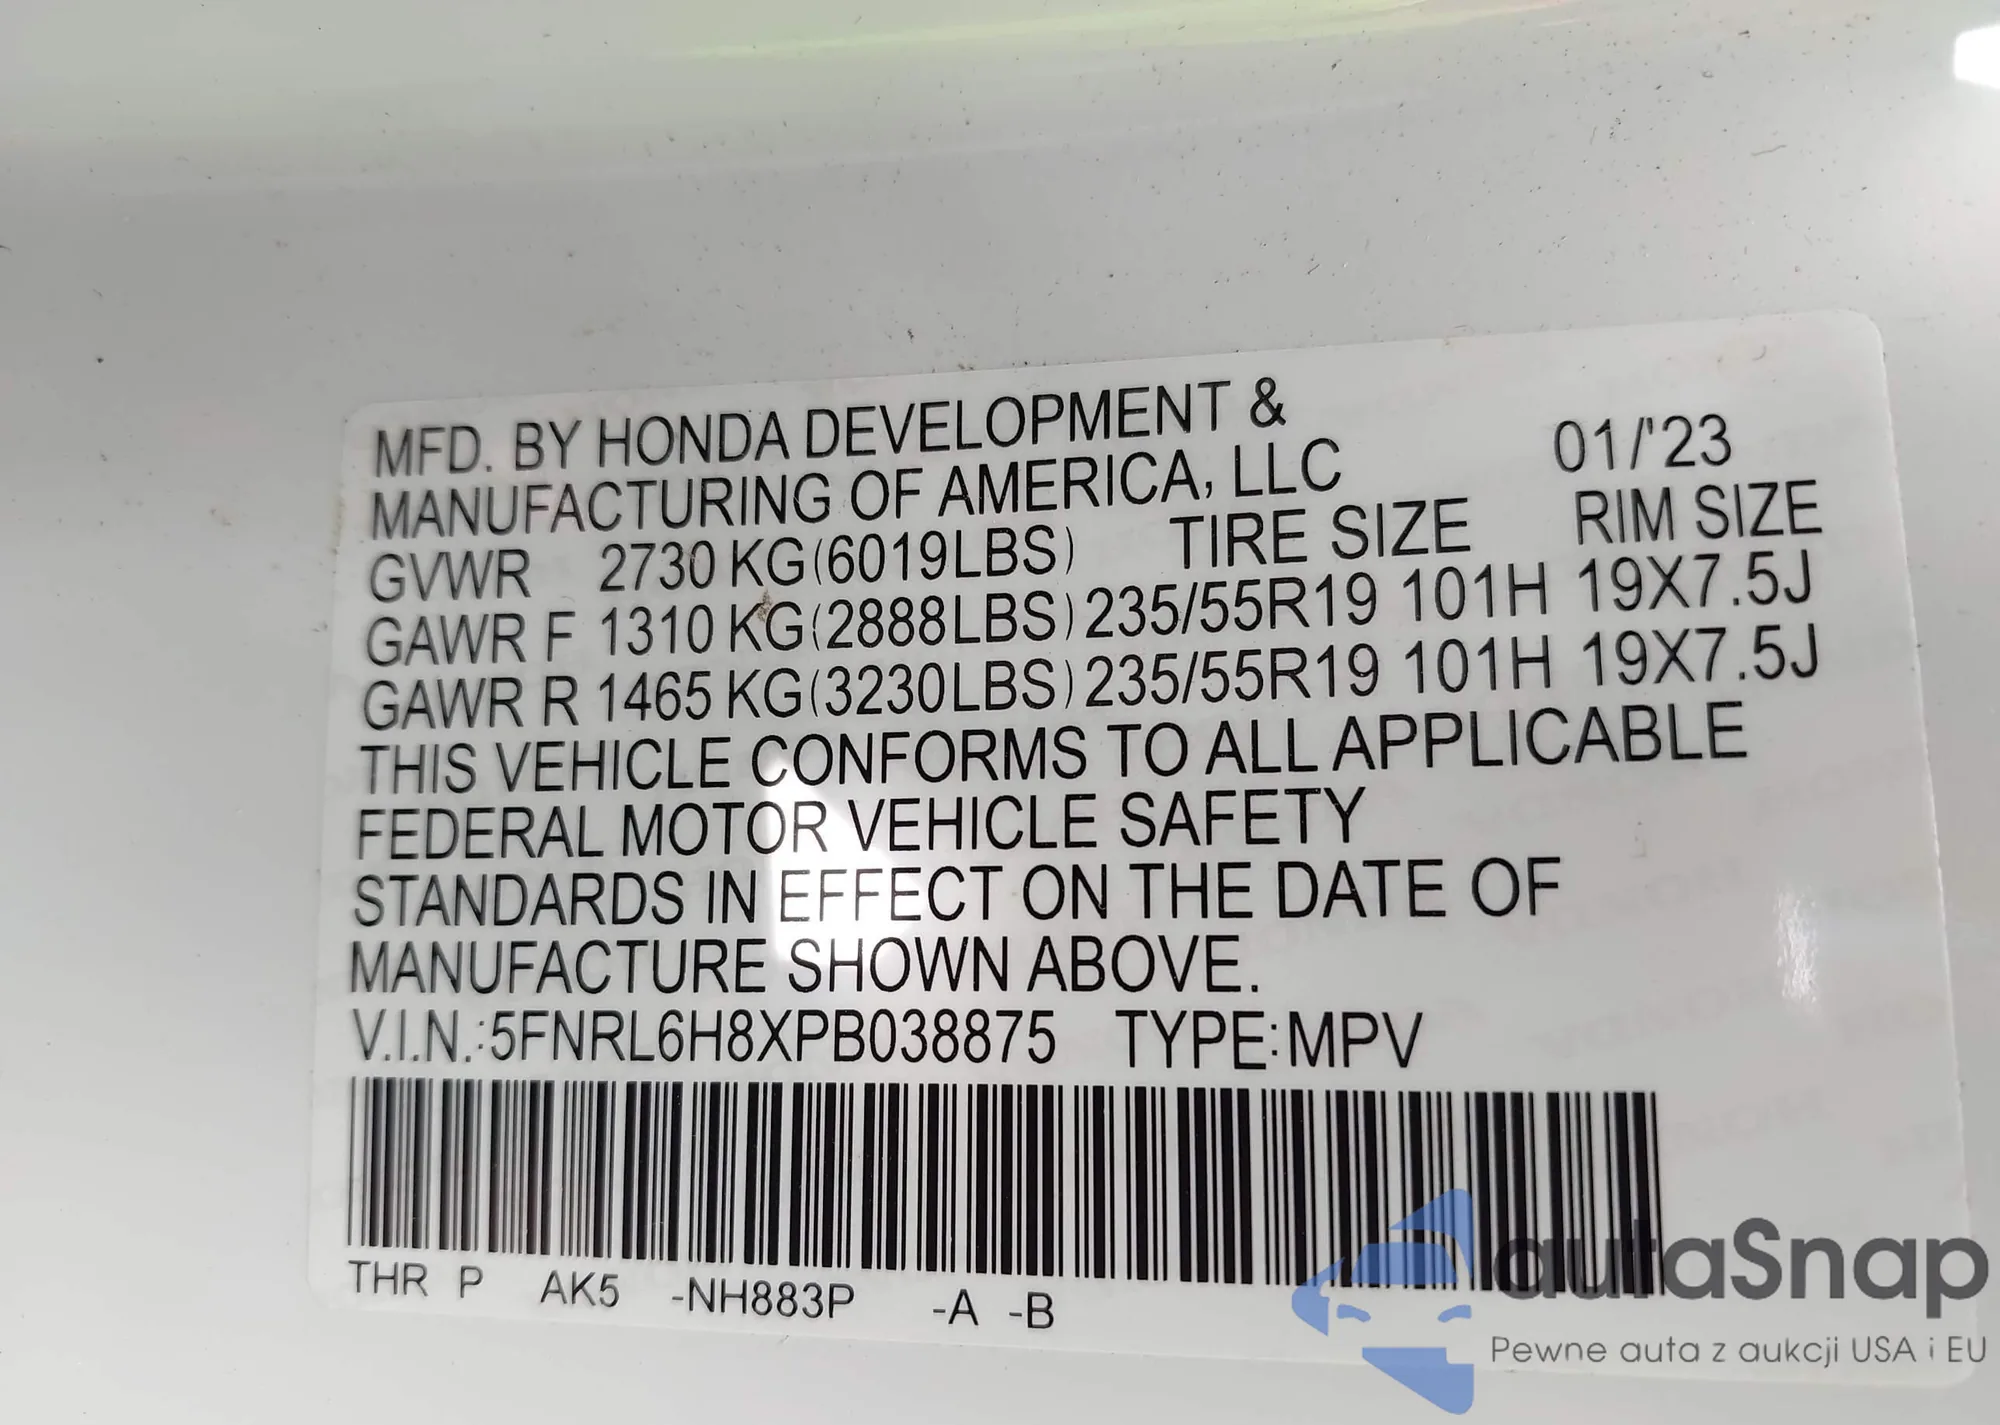 MFD. BY HONDA DEVELOPMENT &
MANUFACTURING OF AMERICA, LLC 01/'23
GVWR 2730 KG(6019LBS) TIRE SIZE RIM SIZE
GAWR F 1310 KG(2888LBS) 235/55R19 101H 19X7.5J
GAWR R 1465 KG(3230LBS) 235/55R19 101H 19X7.5J
THIS VEHICLE CONFORMS TO ALL APPLICABLE
FEDERAL MOTOR VEHICLE SAFETY
STANDARDS IN EFFECT ON THE DATE OF
MANUFACTURE SHOWN ABOVE.
V.I.N.:5FNRL6H8XPB038875 TYPE:MPV
THR P AK5 -NH883P -A -B
autaSnap
Pewne auta z aukcji USA i EU